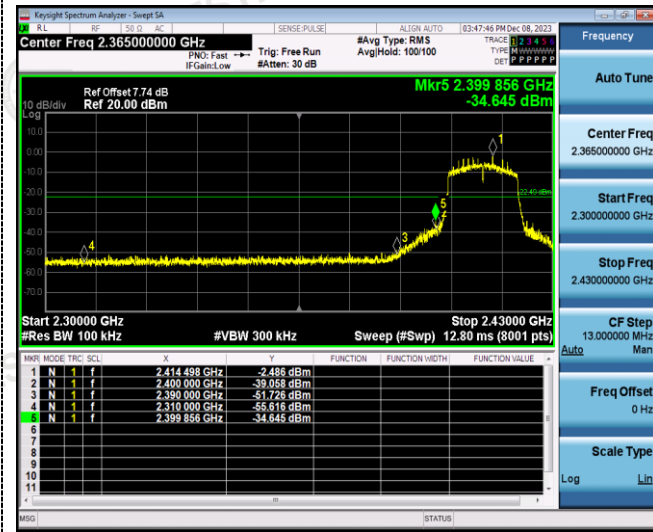 Keysight Spectrum Analyzer - Swept SA
RL RF 50 Ω AC SENSE:PULSE ALIGN AUTO 03:47:46 PM Dec 08, 2023
Center Freq 2.365000000 GHz
PNO: Fast
IFGain:Low
Trig: Free Run
#Atten: 30 dB
#Avg Type: RMS
Avg|Hold: 100/100
TRACE 1 2 3 4 5 6
TYPE M W W W W W
DET P P P P P P
Frequency
Mkr5 2.399 856 GHz
-34.645 dBm
Ref Offset 7.74 dB
10 dB/div Ref 20.00 dBm
Log
10.0
0.00
-10.0
-20.0
-30.0
-40.0
-50.0
-60.0
-70.0
1
-22.49 dBm
5
2
3
4
Start 2.30000 GHz Stop 2.43000 GHz
#Res BW 100 kHz #VBW 300 kHz Sweep (#Swp) 12.80 ms (8001 pts)
MKR MODE TRC SCL X Y FUNCTION FUNCTION WIDTH FUNCTION VALUE
1 N 1 f 2.414 498 GHz -2.486 dBm
2 N 1 f 2.400 000 GHz -39.058 dBm
3 N 1 f 2.390 000 GHz -51.726 dBm
4 N 1 f 2.310 000 GHz -55.616 dBm
5 N 1 f 2.399 856 GHz -34.645 dBm
6
7
8
9
10
11
MSG STATUS
Auto Tune
Center Freq
2.365000000 GHz
Start Freq
2.300000000 GHz
Stop Freq
2.430000000 GHz
CF Step
13.000000 MHz
Auto Man
Freq Offset
0 Hz
Scale Type
Log Lin